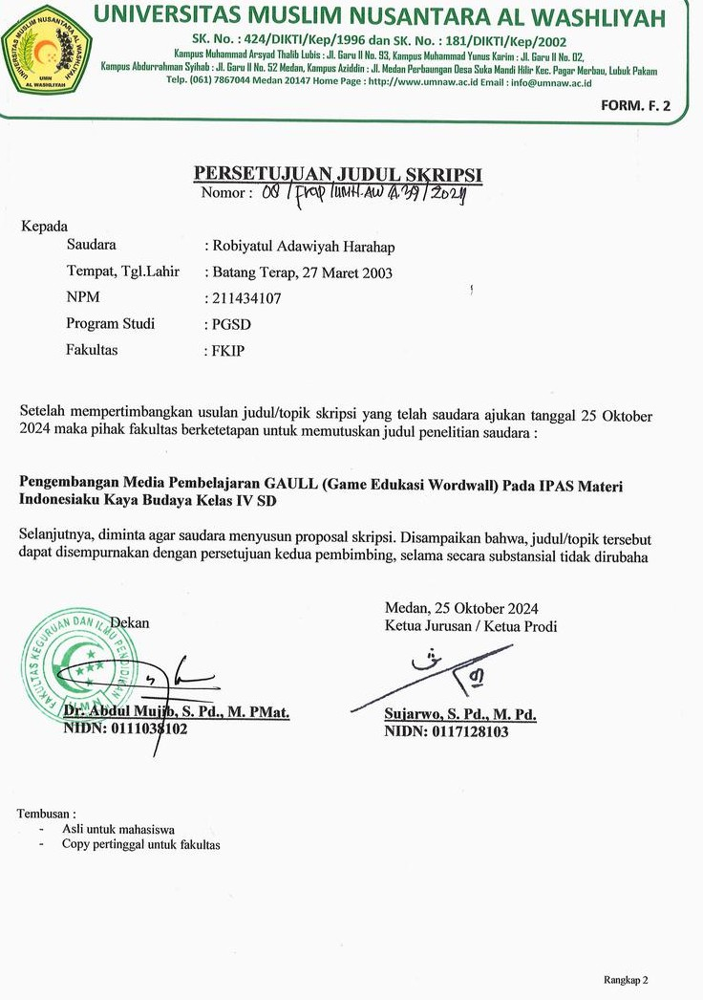 UNIVERSITAS MUSLIM NUSANTARA AL WASHLIYAH
SK. No. : 424/DIKTI/Kep/1996 dan SK. No. : 181/DIKTI/Kep/2002
Kampus Muhammad Arsyad Thalib Lubis : Jl. Garu II No. 93, Kampus Muhammad Yunus Karim : Jl. Garu II No. 02,
Kampus Abdurrahman Syihab : Jl. Garu II No. 52 Medan, Kampus Aziddin : Jl. Medan Perbaungan Desa Suka Mandi Hilir Kec. Pagar Merbau, Lubuk Pakam
Telp. (061) 7867044 Medan 20147 Home Page : http://www.umnaw.ac.id Email : info@umnaw.ac.id
UNIVERSITAS MUSLIM NUSANTARA AL WASHLIYAH
UMN
AL WASHLIYAH
FORM. F. 2
PERSETUJUAN JUDUL SKRIPSI
Nomor : 08 /
Kepada
Saudara : Robiyatul Adawiyah Harahap
Tempat, Tgl.Lahir : Batang Terap, 27 Maret 2003
NPM : 211434107
Program Studi : PGSD
Fakultas : FKIP
Setelah mempertimbangkan usulan judul/topik skripsi yang telah saudara ajukan tanggal 25 Oktober
2024 maka pihak fakultas berketetapan untuk memutuskan judul penelitian saudara :
Pengembangan Media Pembelajaran GAULL (Game Edukasi Wordwall) Pada IPAS Materi
Indonesiaku Kaya Budaya Kelas IV SD
Selanjutnya, diminta agar saudara menyusun proposal skripsi. Disampaikan bahwa, judul/topik tersebut
dapat disempurnakan dengan persetujuan kedua pembimbing, selama secara substansial tidak dirubaha
Medan, 25 Oktober 2024
Dekan
Ketua Jurusan / Ketua Prodi
FAKULTAS KEGURUAN DAN ILMU PENDIDIKAN
UMN
Dr. Abdul Mujib, S. Pd., M. PMat.
NIDN: 0111038102
Sujarwo, S. Pd., M. Pd.
NIDN: 0117128103
Tembusan :
- Asli untuk mahasiswa
- Copy pertinggal untuk fakultas
Rangkap 2